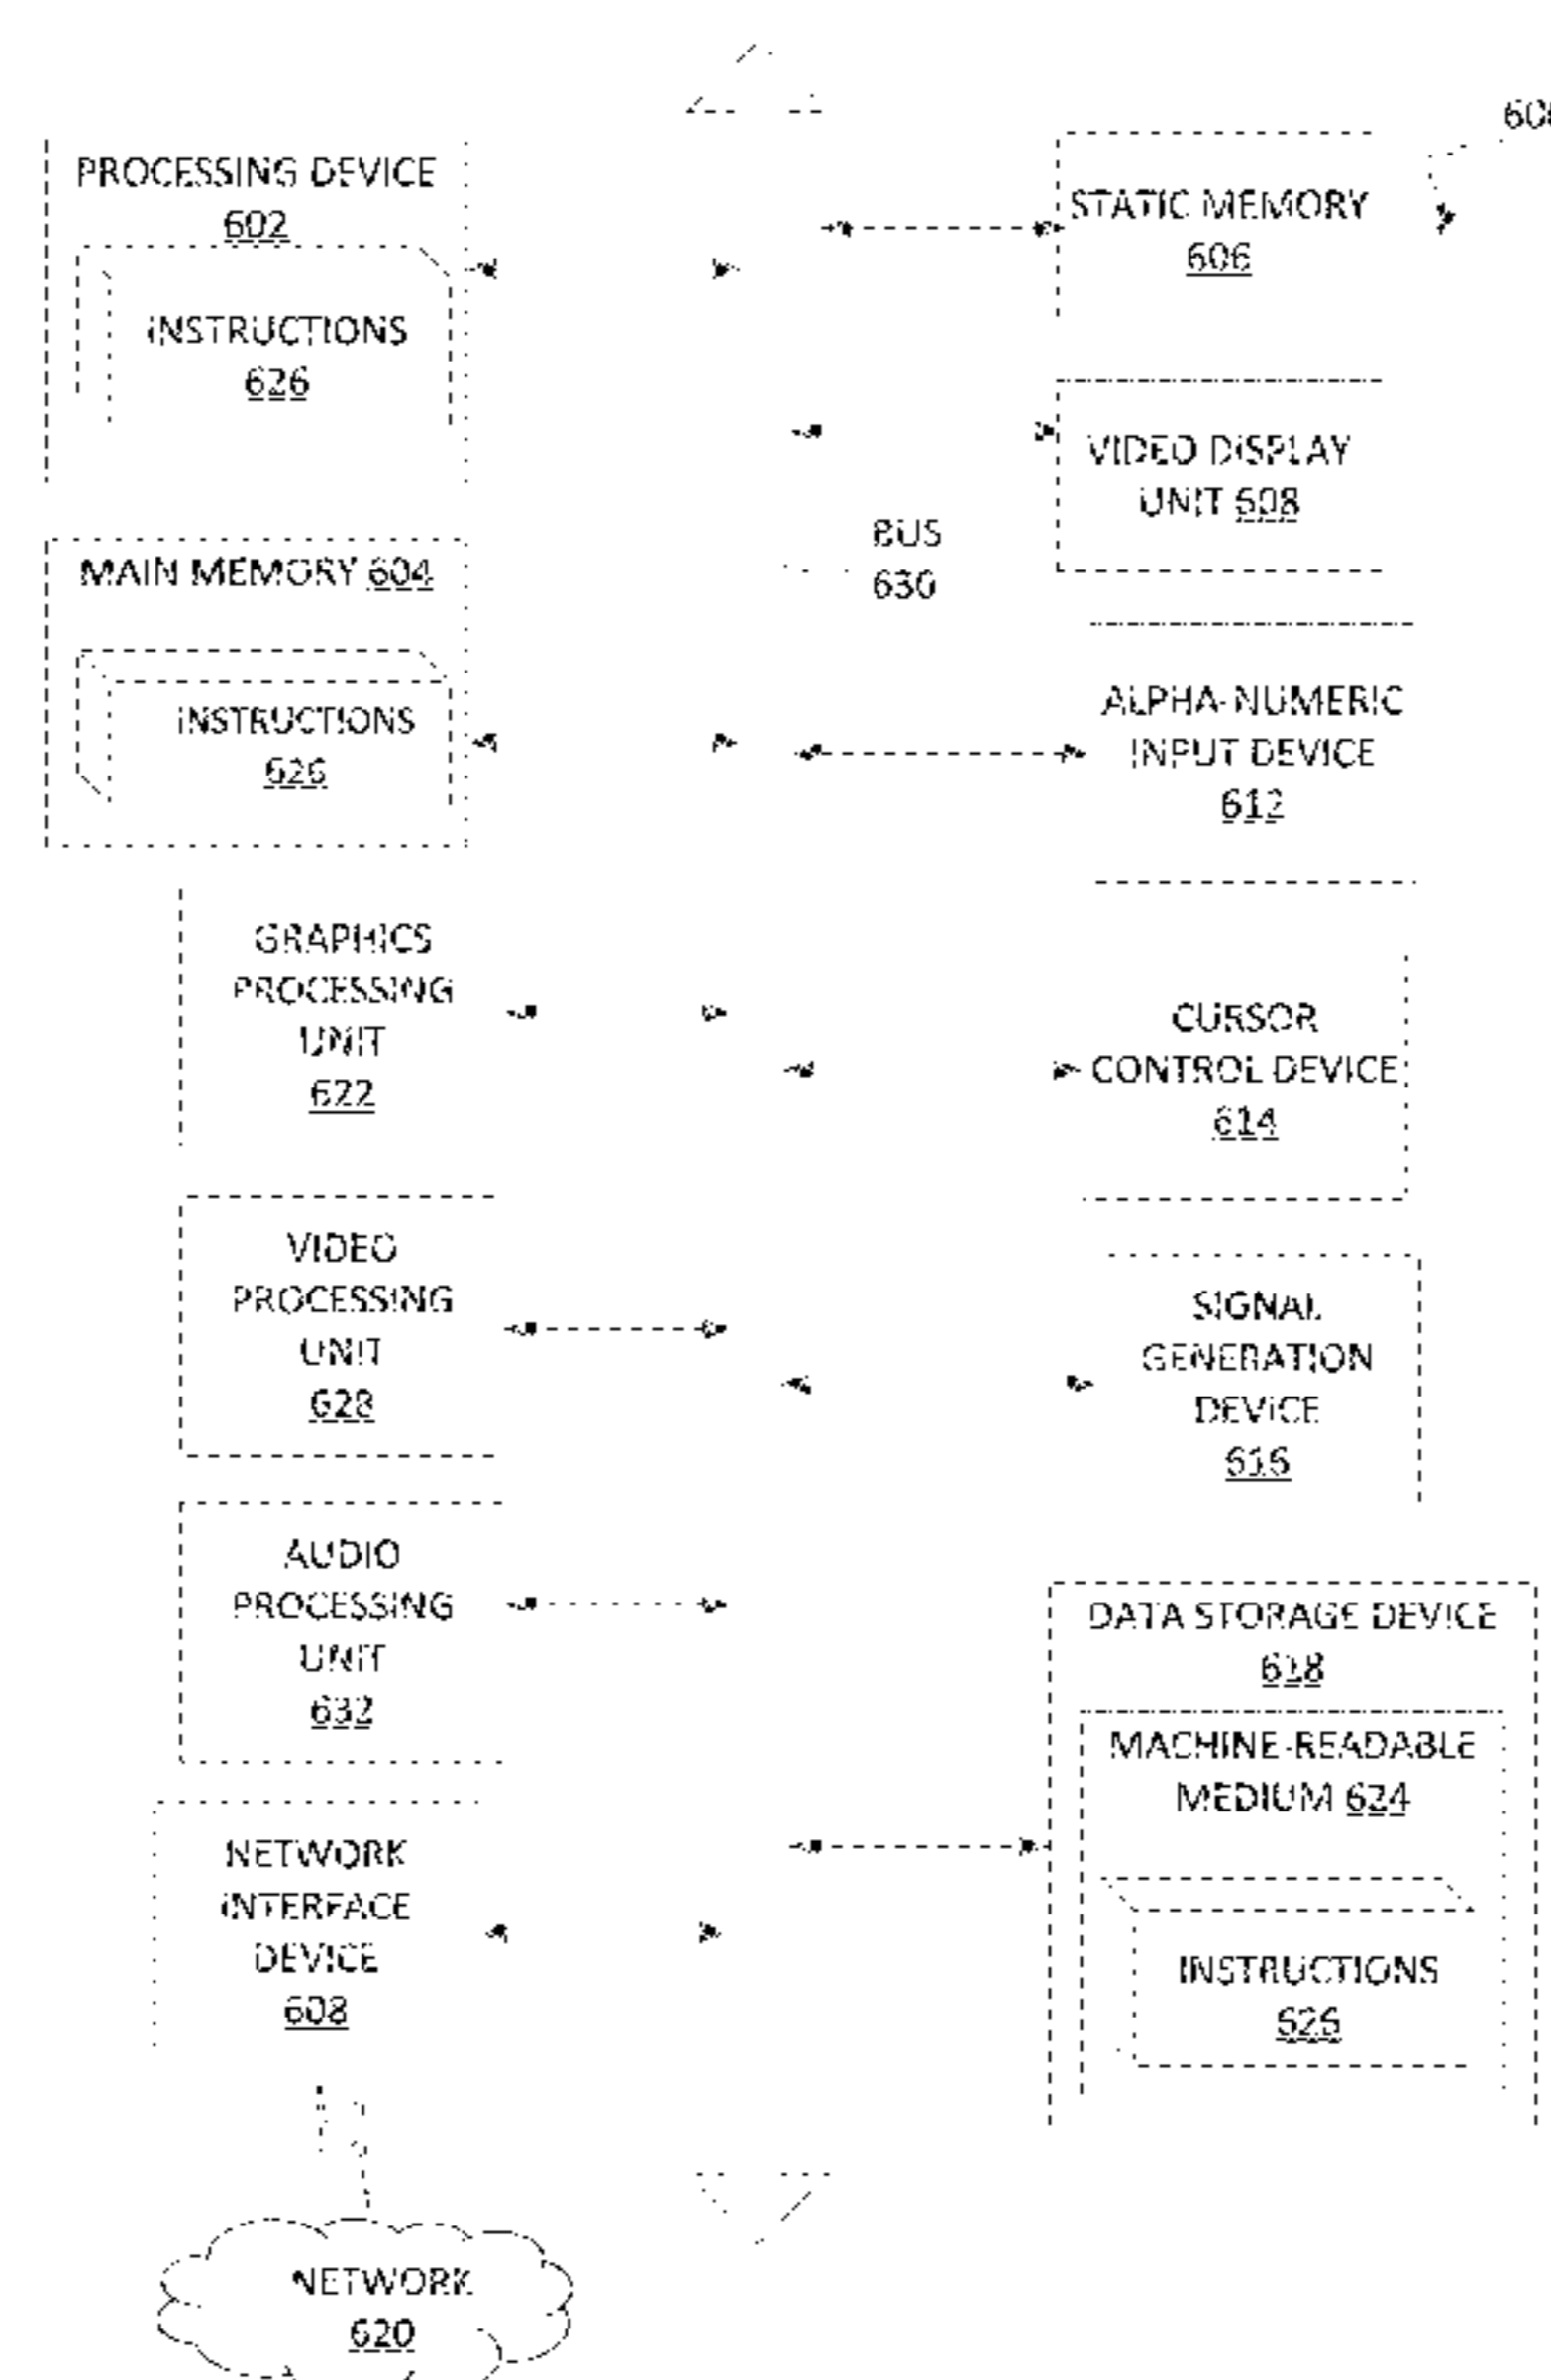 PROCESSING DEVICE
602
INSTRUCTIONS
626
MAIN MEMORY 604
INSTRUCTIONS
626
GRAPHICS
PROCESSING
UNIT
622
VIDEO
PROCESSING
UNIT
628
AUDIO
PROCESSING
UNIT
632
NETWORK
INTERFACE
DEVICE
608
NETWORK
620
BUS
630
STATIC MEMORY
606
VIDEO DISPLAY
UNIT 608
ALPHA-NUMERIC
INPUT DEVICE
612
CURSOR
CONTROL DEVICE
614
SIGNAL
GENERATION
DEVICE
616
DATA STORAGE DEVICE
618
MACHINE-READABLE
MEDIUM 624
INSTRUCTIONS
626